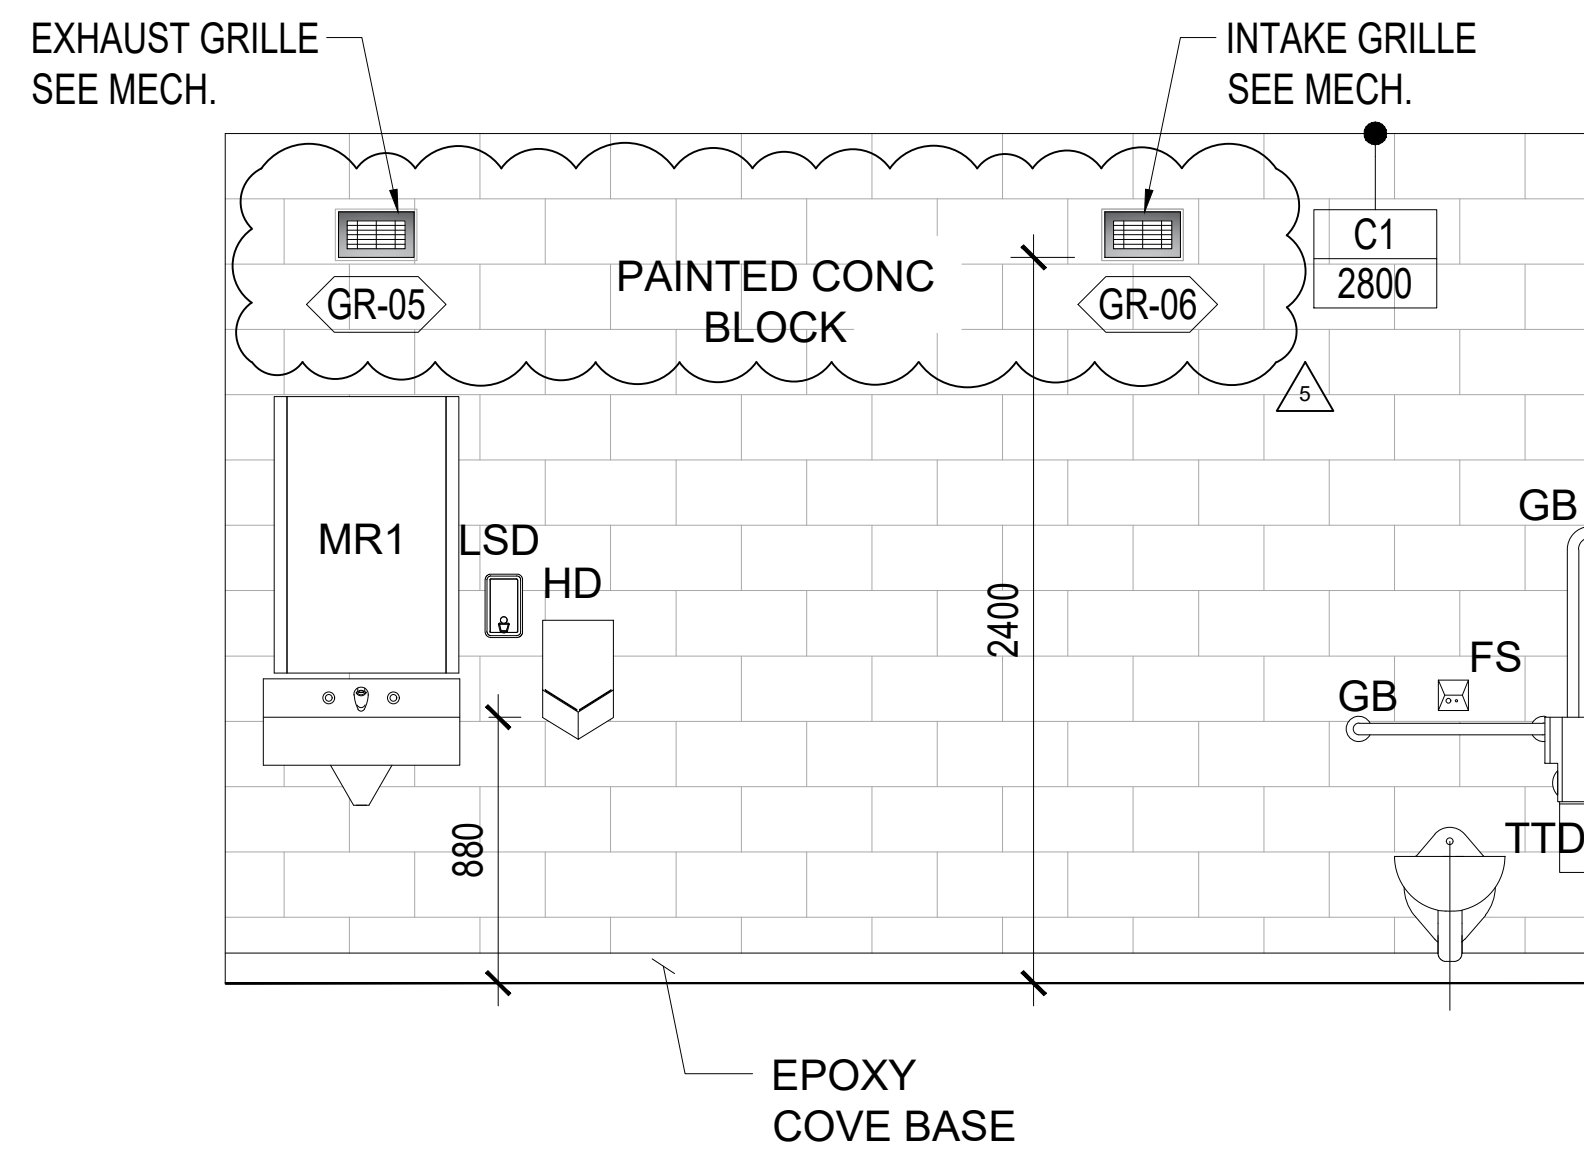 EXHAUST GRILLE
SEE MECH.
INTAKE GRILLE
SEE MECH.
C1
2800
PAINTED CONC
BLOCK
GR-05
GR-06
5
MR1
LSD
HD
GB
2400
FS
GB
880
TTD
EPOXY
COVE BASE